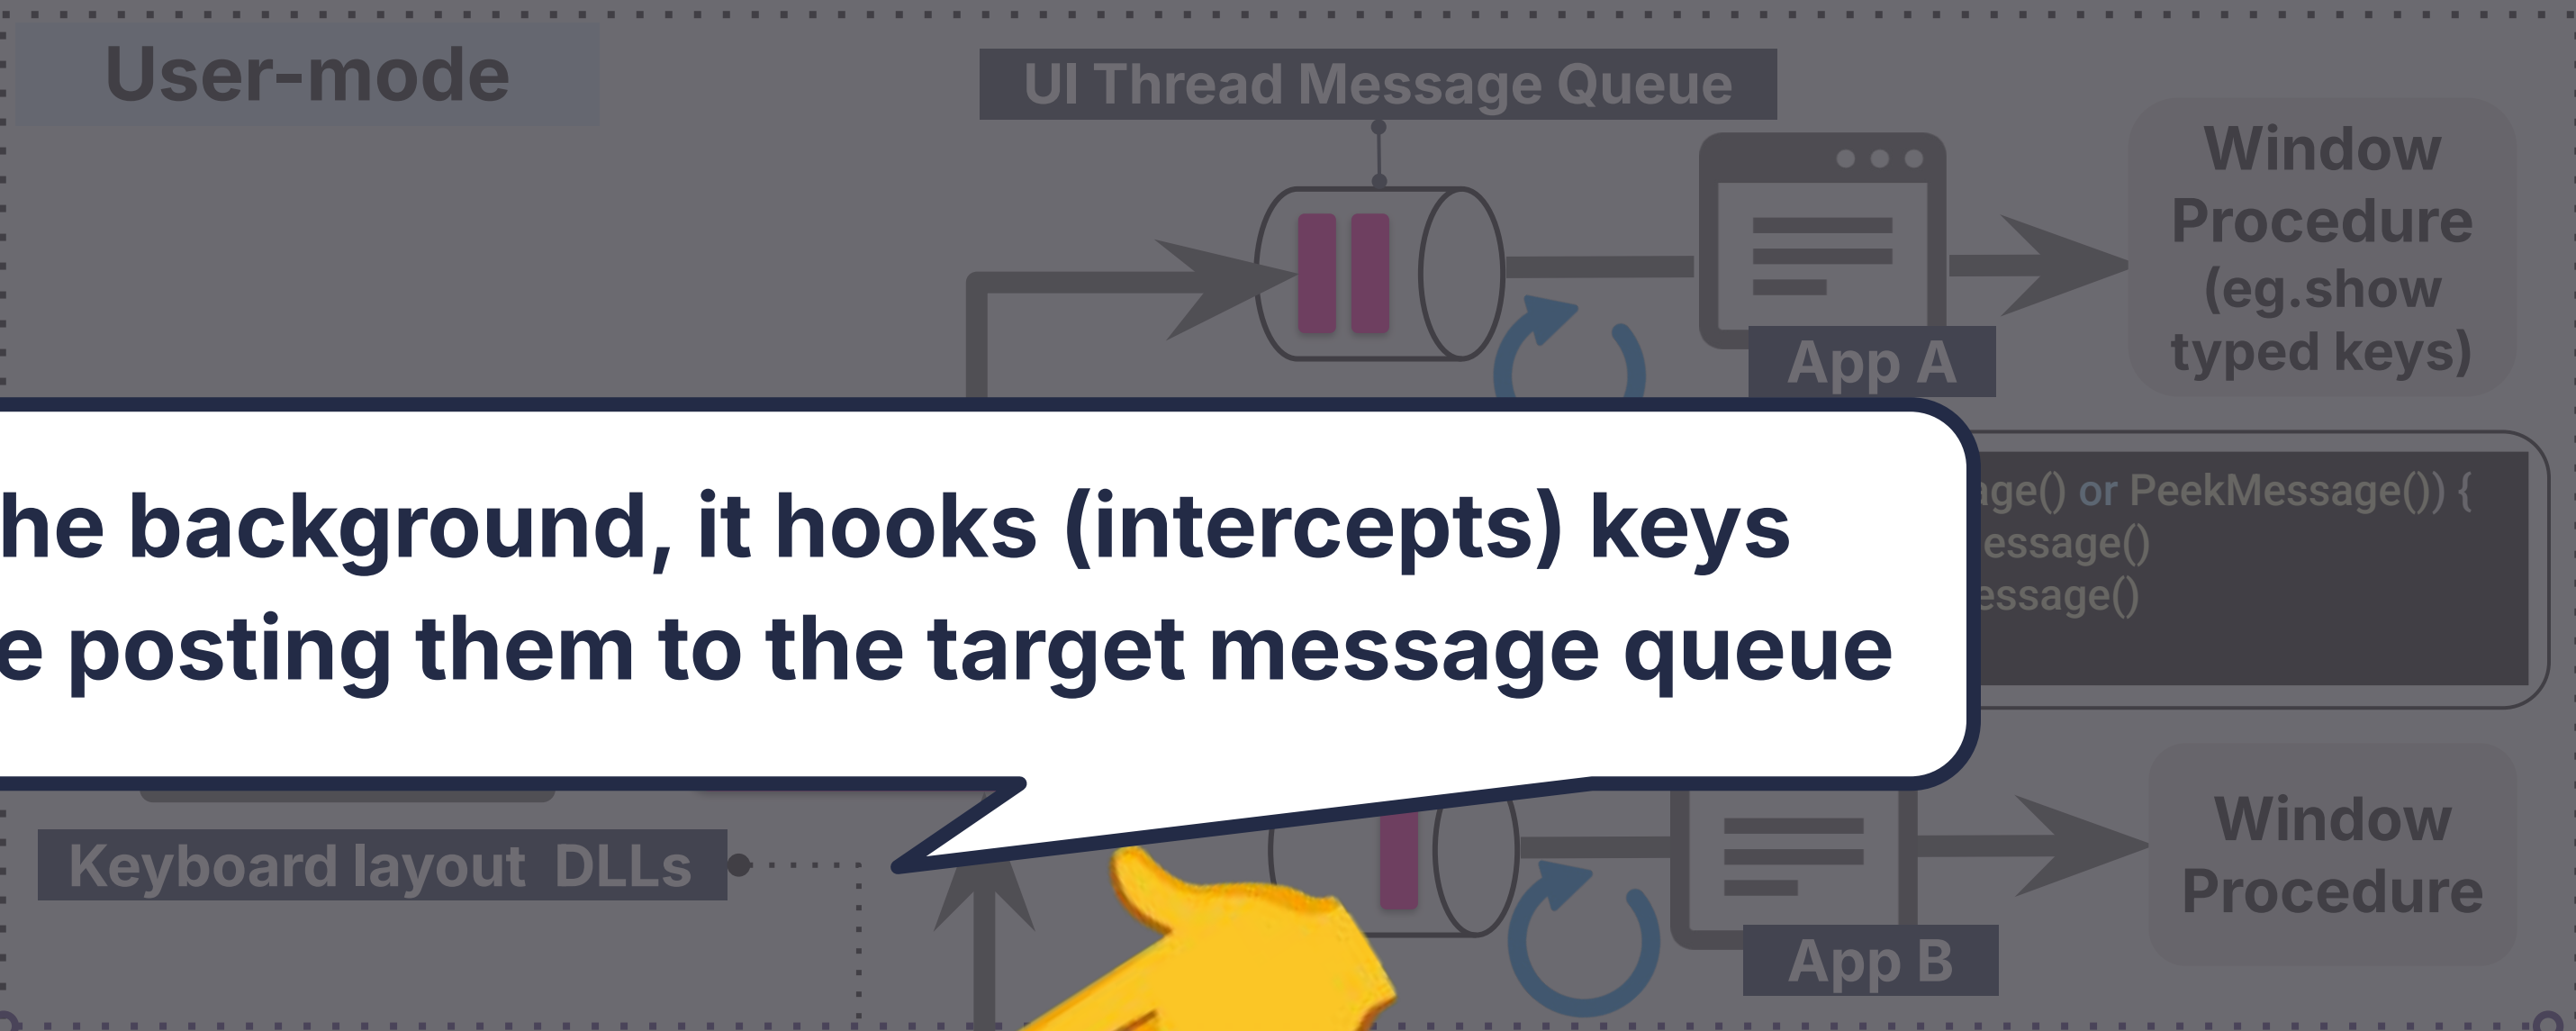 User-mode
UI Thread Message Queue
Window
Procedure
(eg.show
typed keys)
App A
he background, it hooks (intercepts) keys
e posting them to the target message queue
age() or PeekMessage()) {
essage()
essage()
Keyboard layout DLLs
Window
Procedure
App B